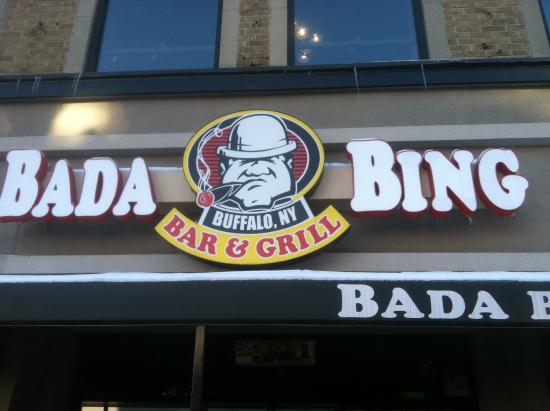 BADA BING
BUFFALO, NY
BAR & GRILL
BADA B